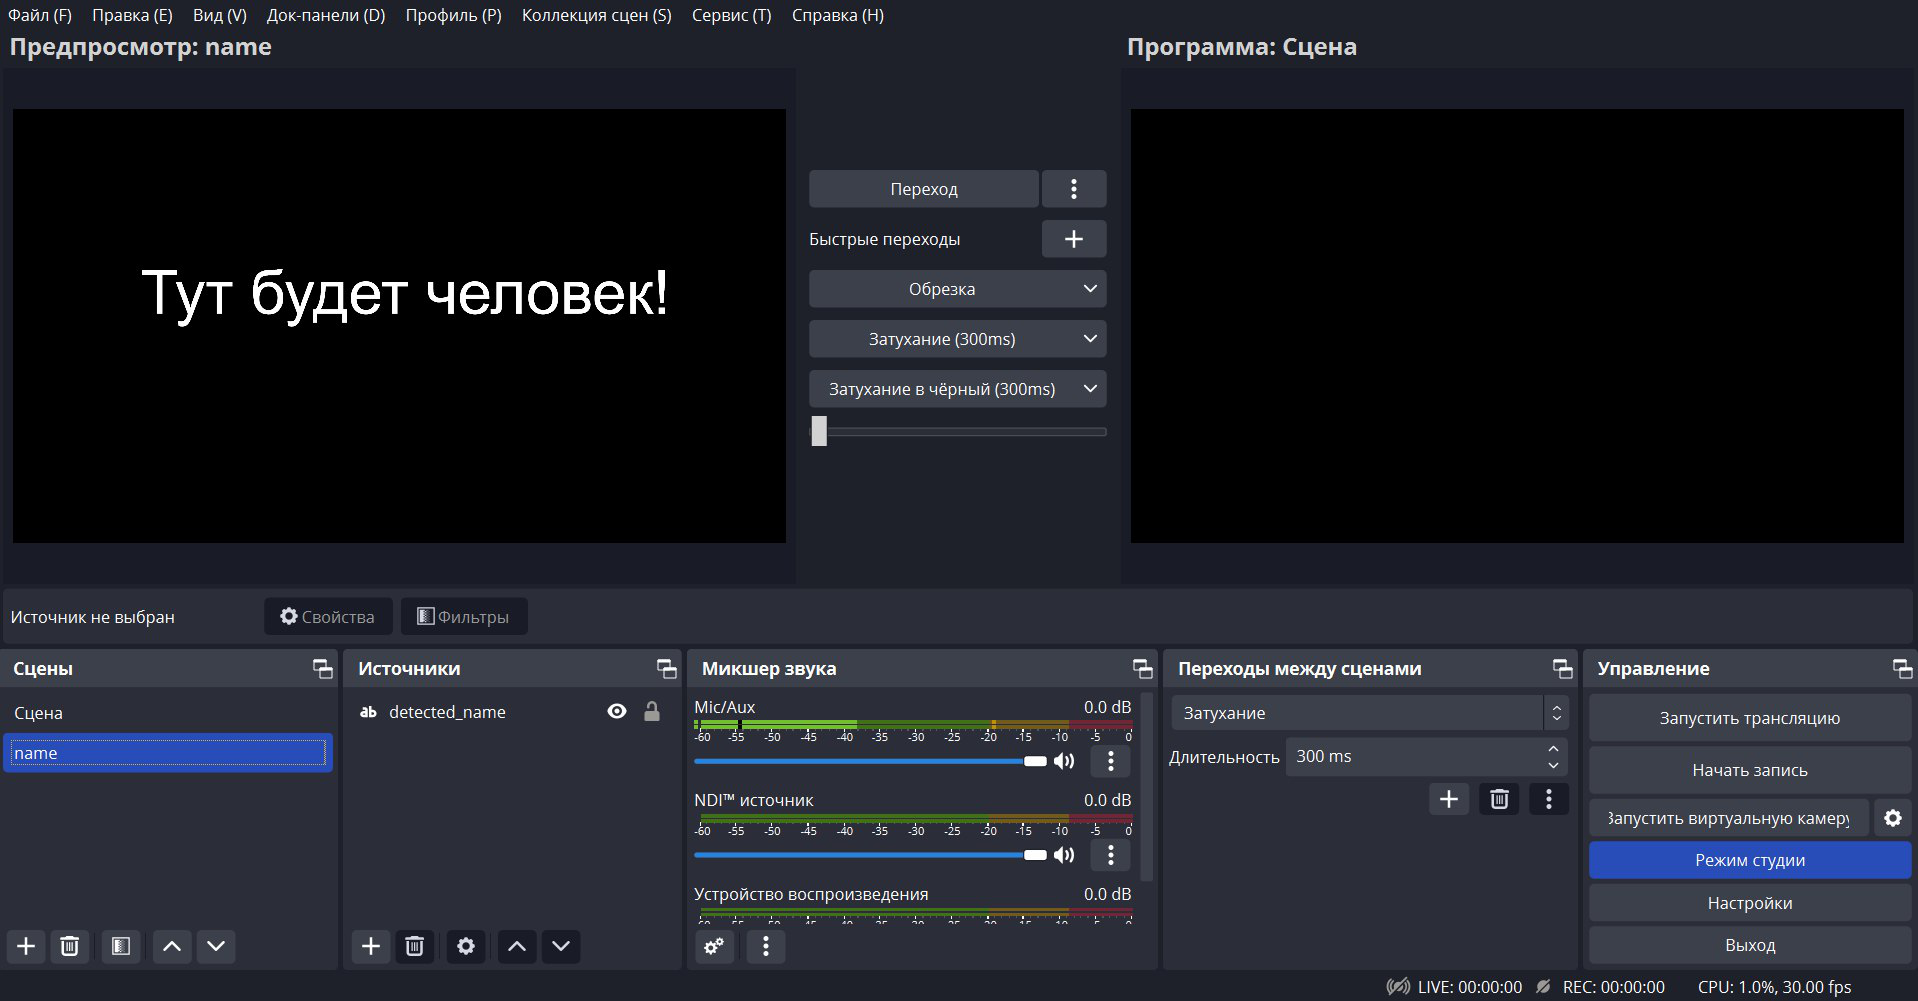 Файл (F) Правка (E) Вид (V) Док-панели (D) Профиль (P) Коллекция сцен (S) Сервис (T) Справка (H)
Предпросмотр: name
Программа: Сцена
Тут будет человек!
Переход
Быстрые переходы
Обрезка
Затухание (300ms)
Затухание в чёрный (300ms)
Источник не выбран Свойства Фильтры
Сцены
Сцена
name
Источники
ab detected_name
Микшер звука
Mic/Aux 0.0 dB
-60 -55 -50 -45 -40 -35 -30 -25 -20 -15 -10 -5 0
NDI™ источник 0.0 dB
-60 -55 -50 -45 -40 -35 -30 -25 -20 -15 -10 -5 0
Устройство воспроизведения 0.0 dB
Переходы между сценами
Затухание
Длительность 300 ms
Управление
Запустить трансляцию
Начать запись
Запустить виртуальную камеру
Режим студии
Настройки
Выход
LIVE: 00:00:00 REC: 00:00:00 CPU: 1.0%, 30.00 fps